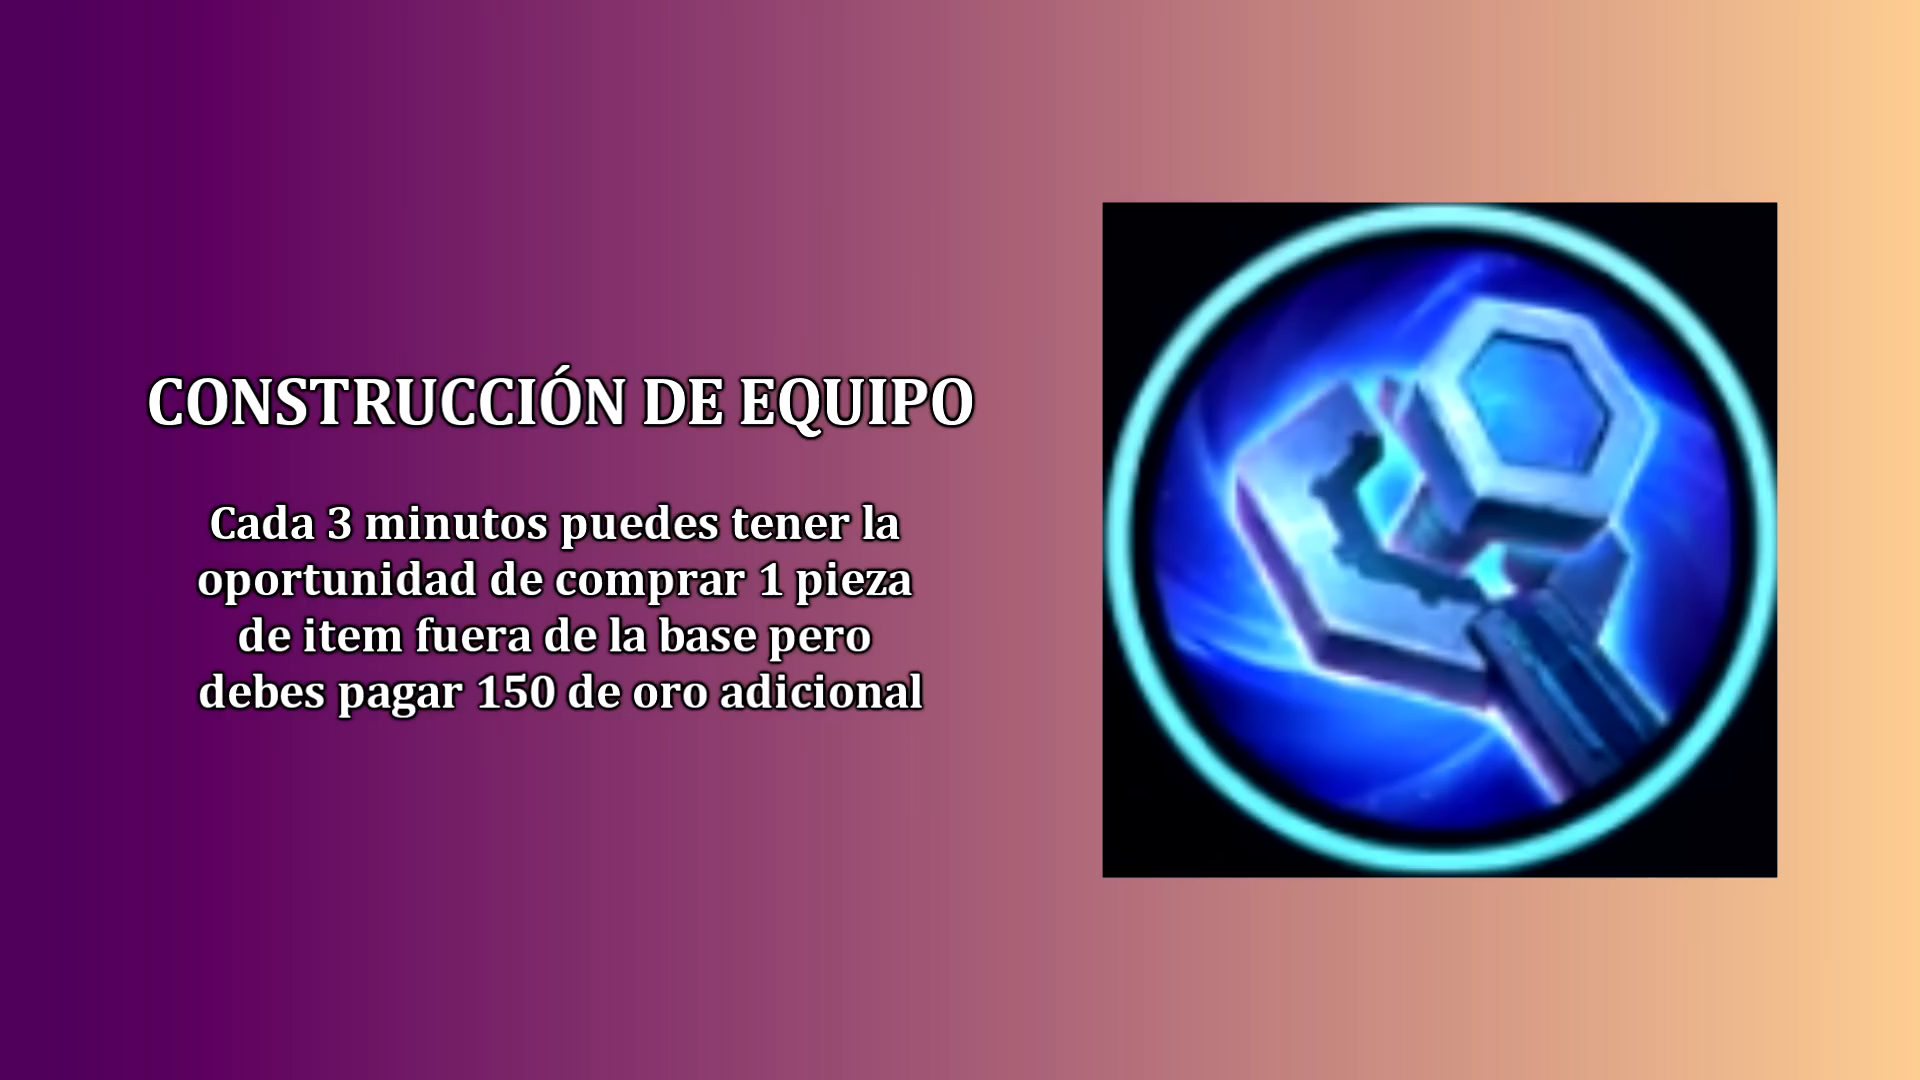 CONSTRUCCIÓN DE EQUIPO
Cada 3 minutos puedes tener la
oportunidad de comprar 1 pieza
de item fuera de la base pero
debes pagar 150 de oro adicional